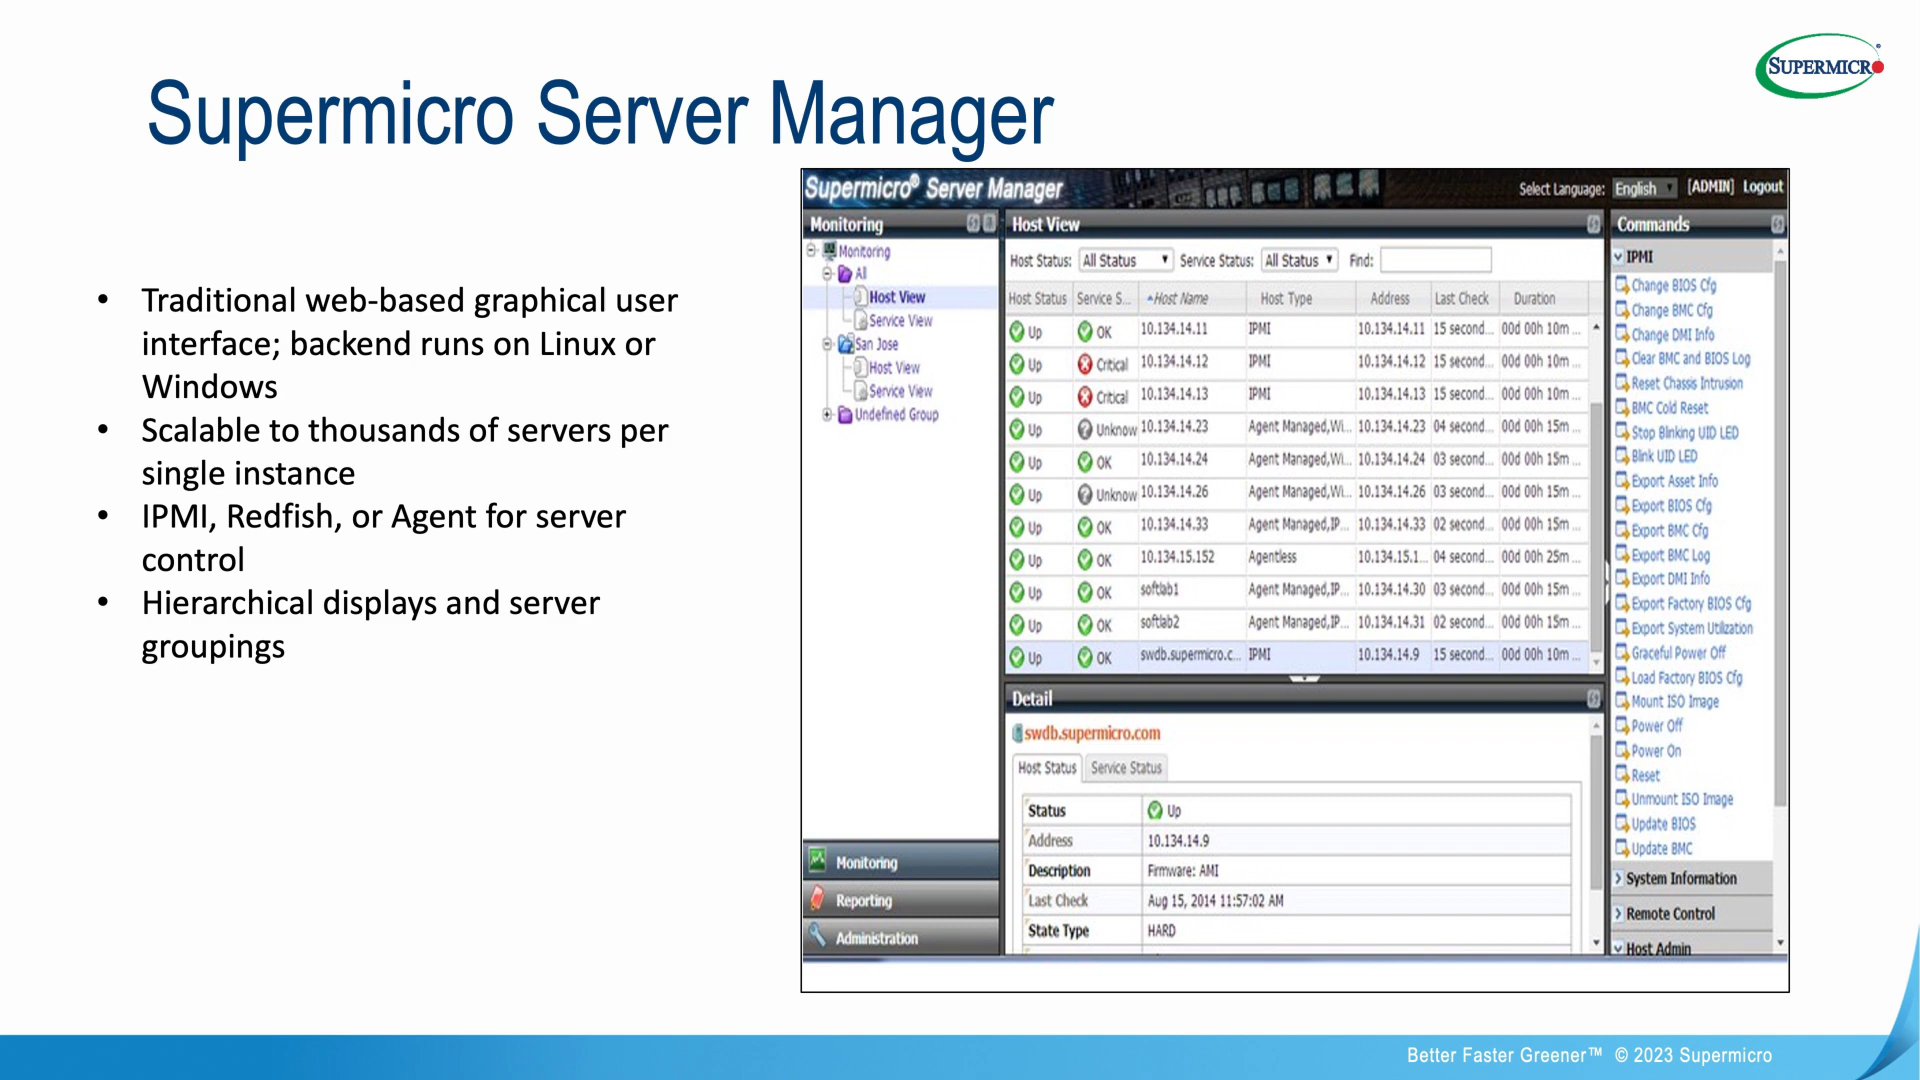 Supermicro Server Manager
SUPERMICR
• Traditional web-based graphical user
interface; backend runs on Linux or
Windows
• Scalable to thousands of servers per
single instance
• IPMI, Redfish, or Agent for server
control
• Hierarchical displays and server
groupings
Supermicro® Server Manager
Select Language: English [ADMIN] Logout
Monitoring
Monitoring
All
Host View
Service View
San Jose
Host View
Service View
Undefined Group
Monitoring
Reporting
Administration
Host View
Host Status: All Status Service Status: All Status Find:
Host Status Service S... Host Name Host Type Address Last Check Duration
Up OK 10.134.14.11 IPMI 10.134.14.11 15 second... 00d 00h 10m ...
Up Critical 10.134.14.12 IPMI 10.134.14.12 15 second... 00d 00h 10m ...
Up Critical 10.134.14.13 IPMI 10.134.14.13 15 second... 00d 00h 10m ...
Up Unknow 10.134.14.23 Agent Managed,Wi... 10.134.14.23 04 second... 00d 00h 15m ...
Up OK 10.134.14.24 Agent Managed,Wi... 10.134.14.24 03 second... 00d 00h 15m ...
Up Unknow 10.134.14.26 Agent Managed,Wi... 10.134.14.26 03 second... 00d 00h 15m ...
Up OK 10.134.14.33 Agent Managed,IP... 10.134.14.33 02 second... 00d 00h 15m ...
Up OK 10.134.15.152 Agentless 10.134.15.1... 04 second... 00d 00h 25m ...
Up OK softlab1 Agent Managed,IP... 10.134.14.30 03 second... 00d 00h 15m ...
Up OK softlab2 Agent Managed,IP... 10.134.14.31 02 second... 00d 00h 15m ...
Up OK swdb.supermicro.c... IPMI 10.134.14.9 15 second... 00d 00h 10m ...
Detail
swdb.supermicro.com
Host Status Service Status
Status Up
Address 10.134.14.9
Description Firmware: AMI
Last Check Aug 15, 2014 11:57:02 AM
State Type HARD
Commands
IPMI
Change BIOS Cfg
Change BMC Cfg
Change DMI Info
Clear BMC and BIOS Log
Reset Chassis Intrusion
BMC Cold Reset
Stop Blinking UID LED
Blink UID LED
Export Asset Info
Export BIOS Cfg
Export BMC Cfg
Export BMC Log
Export DMI Info
Export Factory BIOS Cfg
Export System Utilization
Graceful Power Off
Load Factory BIOS Cfg
Mount ISO Image
Power Off
Power On
Reset
Unmount ISO Image
Update BIOS
Update BMC
System Information
Remote Control
Host Admin
Better Faster Greener™ © 2023 Supermicro